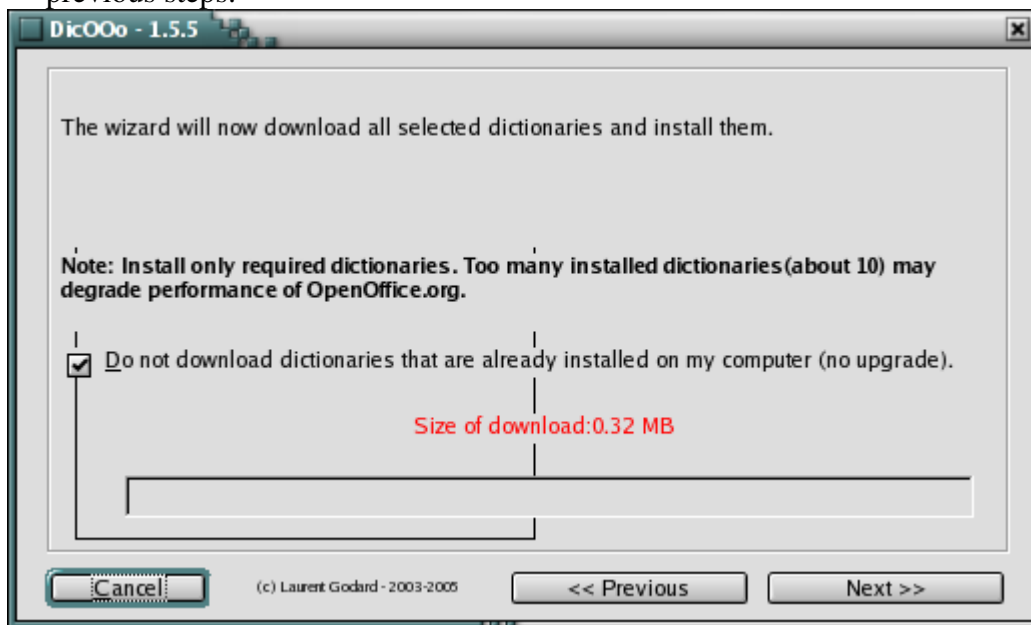 previous steps.
DicOOo - 1.5.5
The wizard will now download all selected dictionaries and install them.
Note: Install only required dictionaries. Too many installed dictionaries(about 10) may
degrade performance of OpenOffice.org.
Do not download dictionaries that are already installed on my computer (no upgrade).
Size of download:0.32 MB
Cancel
(c) Laurent Godard - 2003-2005
<< Previous
Next >>